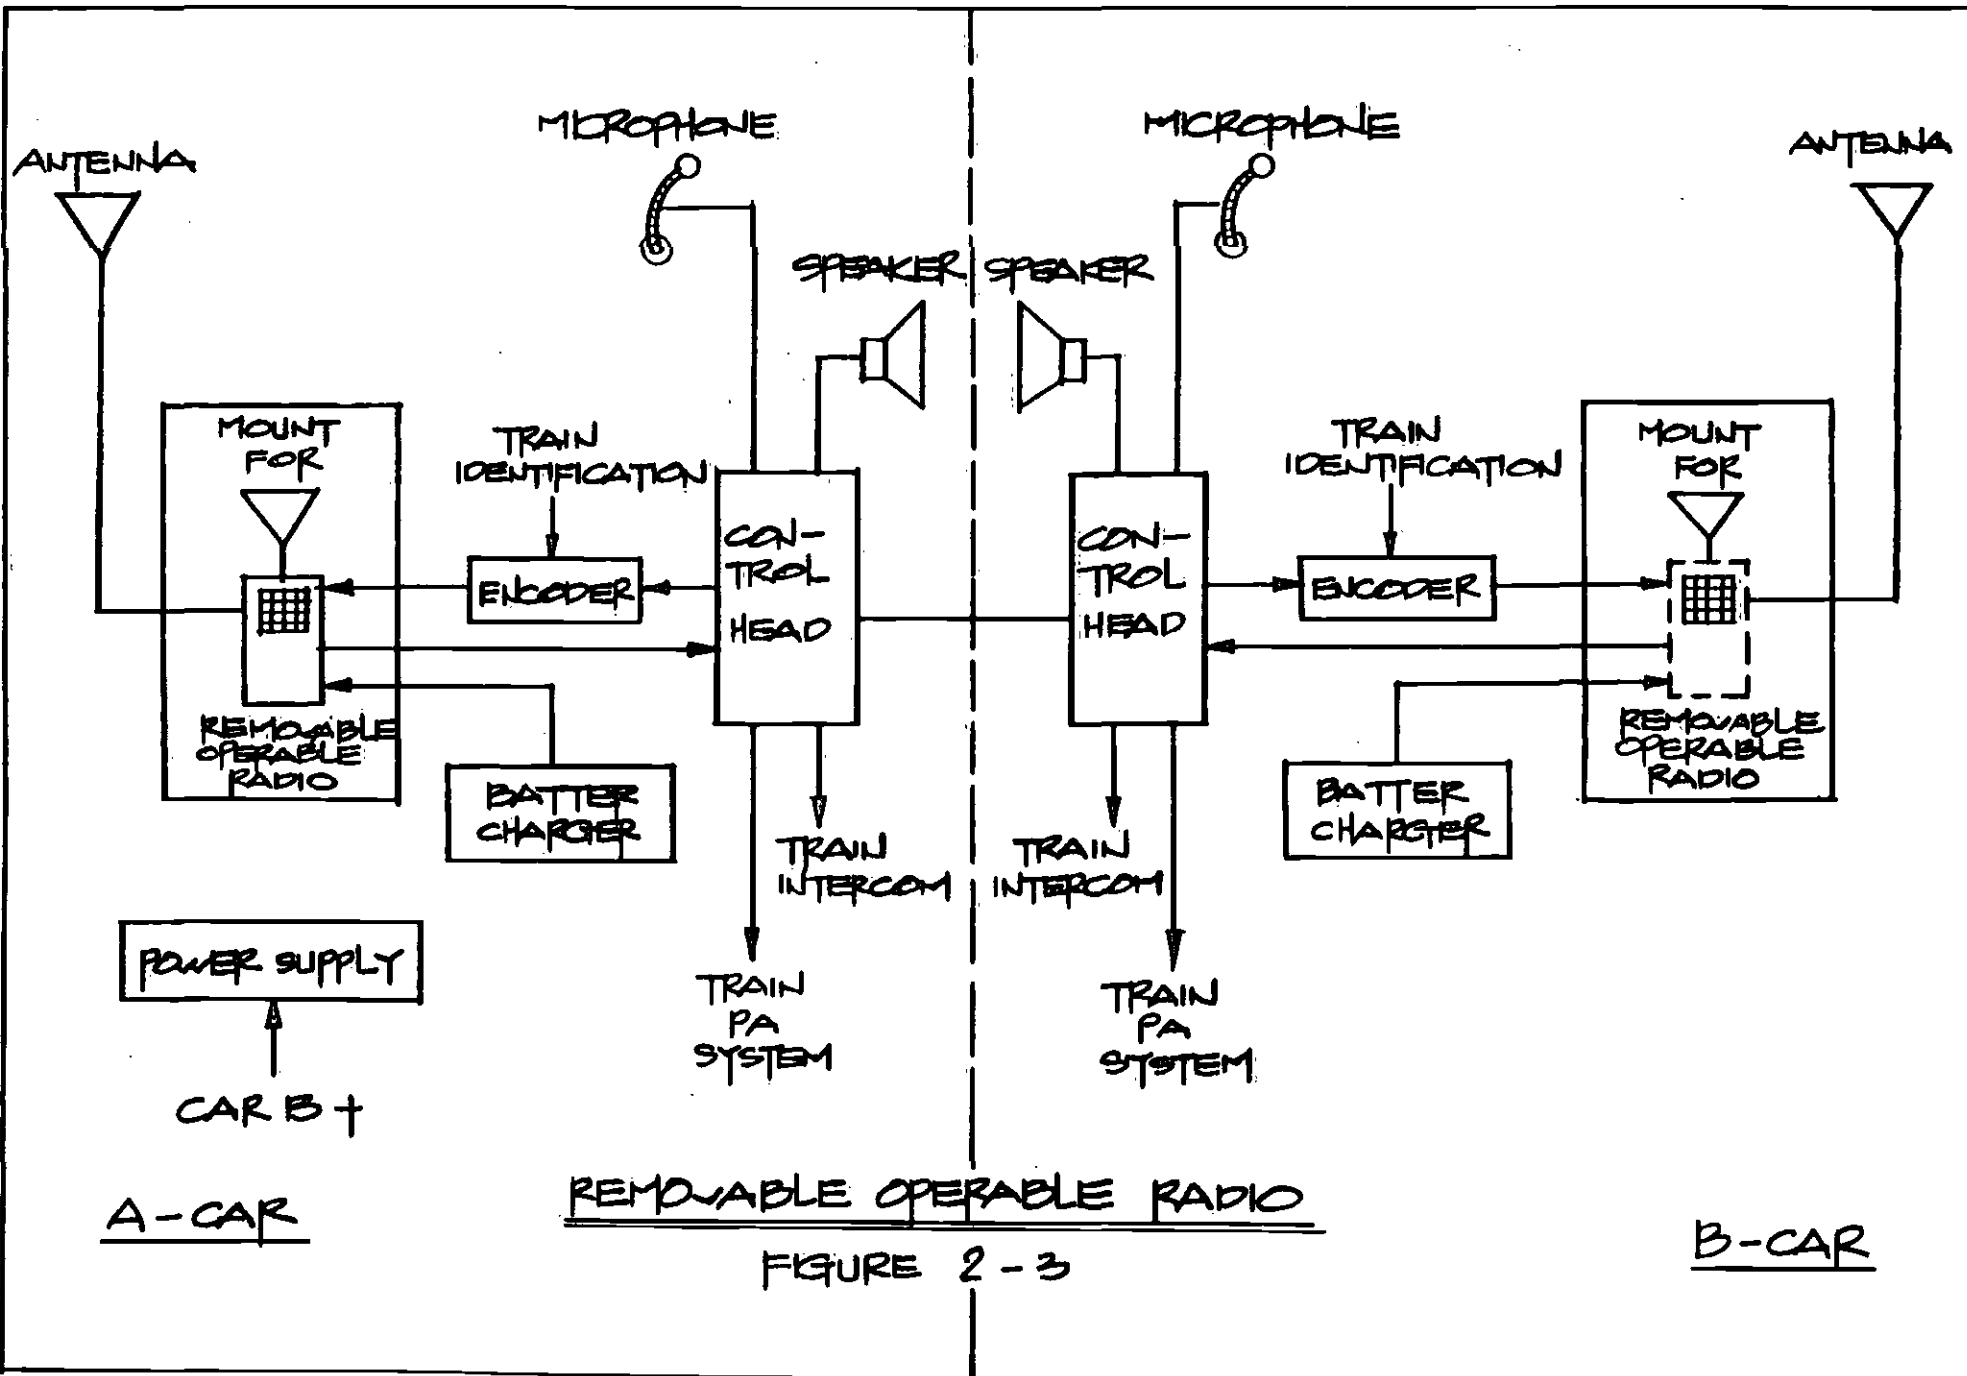 MICROPHONE
ANTENNA
SPEAKER
MOUNT
FOR
TRAIN
IDENTIFICATION
CON-
TROL
HEAD
ENCODER
REMOVABLE
OPERABLE
RADIO
BATTER
CHARGER
TRAIN
INTERCOM
POWER SUPPLY
TRAIN
PA
SYSTEM
CAR B +
A-CAR
MICROPHONE
ANTENNA
SPEAKER
TRAIN
IDENTIFICATION
MOUNT
FOR
CON-
TROL
HEAD
ENCODER
REMOVABLE
OPERABLE
RADIO
BATTER
CHARGER
TRAIN
INTERCOM
TRAIN
PA
SYSTEM
B-CAR
REMOVABLE OPERABLE RADIO
FIGURE 2-3